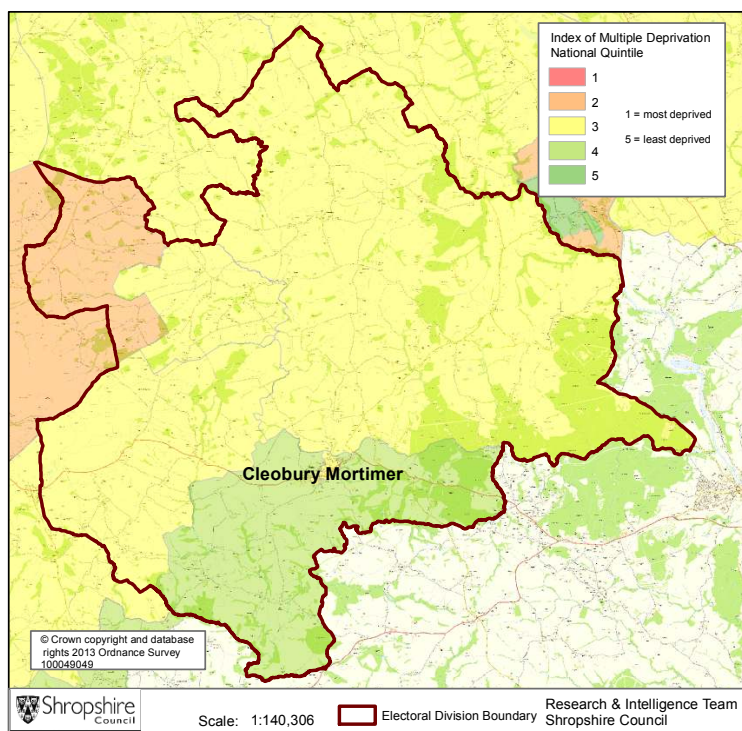 Index of Multiple Deprivation
National Quintile
1
2
3
4
5
1 = most deprived
5 = least deprived
Cleobury Mortimer
© Crown copyright and database
rights 2013 Ordnance Survey
100049049
Shropshire
Council
Scale: 1:140,306
Electoral Division Boundary
Research & Intelligence Team
Shropshire Council